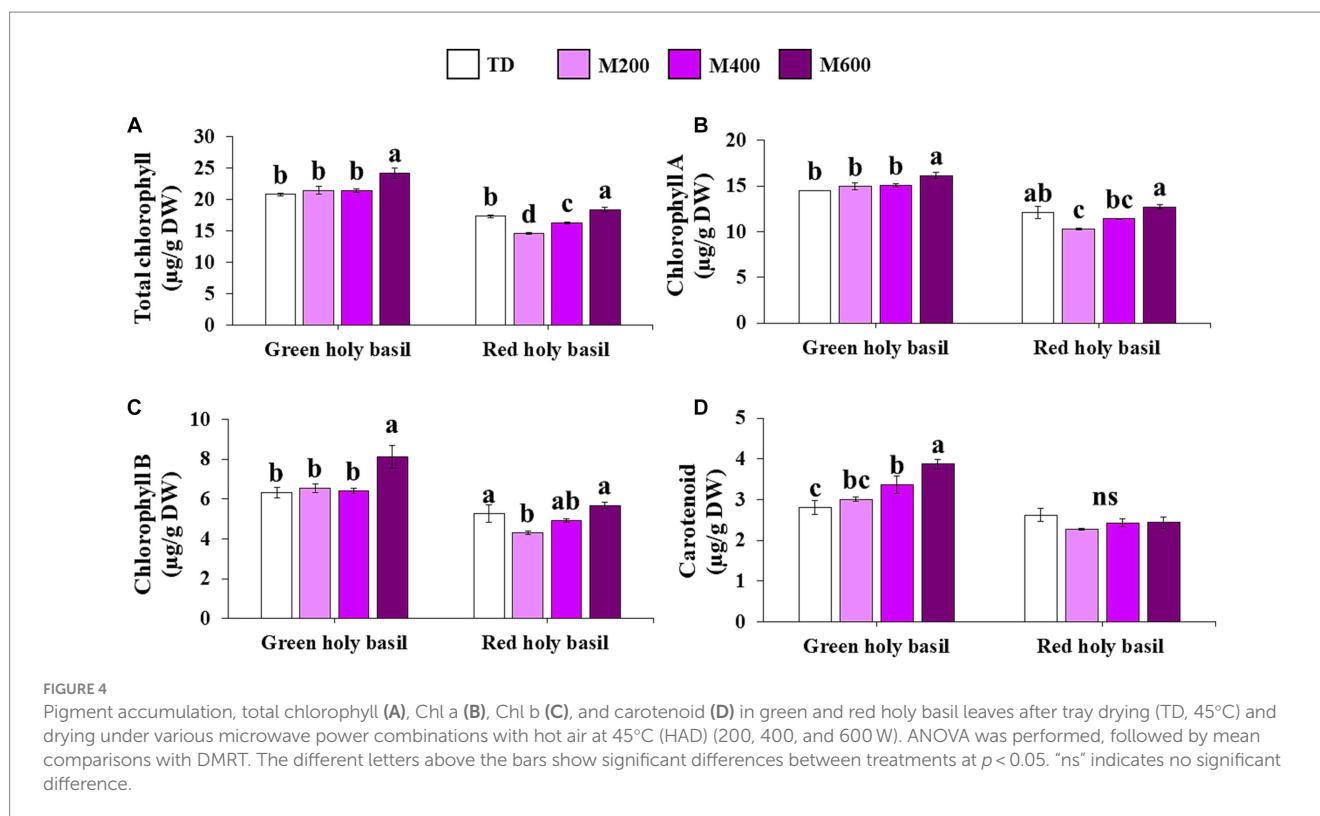 TD M200 M400 M600
A
Total chlorophyll
(µg/g DW)
30
25
20
15
10
5
0
b b b a
b d c a
Green holy basil Red holy basil
B
Chlorophyll A
(µg/g DW)
20
15
10
5
0
b b b a
ab c bc a
Green holy basil Red holy basil
C
Chlorophyll B
(µg/g DW)
10
8
6
4
2
0
b b b a
a b ab a
Green holy basil Red holy basil
D
Carotenoid
(µg/g DW)
5
4
3
2
1
0
c bc b a
ns
Green holy basil Red holy basil
FIGURE 4
Pigment accumulation, total chlorophyll (A), Chl a (B), Chl b (C), and carotenoid (D) in green and red holy basil leaves after tray drying (TD, 45°C) and
drying under various microwave power combinations with hot air at 45°C (HAD) (200, 400, and 600 W). ANOVA was performed, followed by mean
comparisons with DMRT. The different letters above the bars show significant differences between treatments at p < 0.05. “ns” indicates no significant
difference.